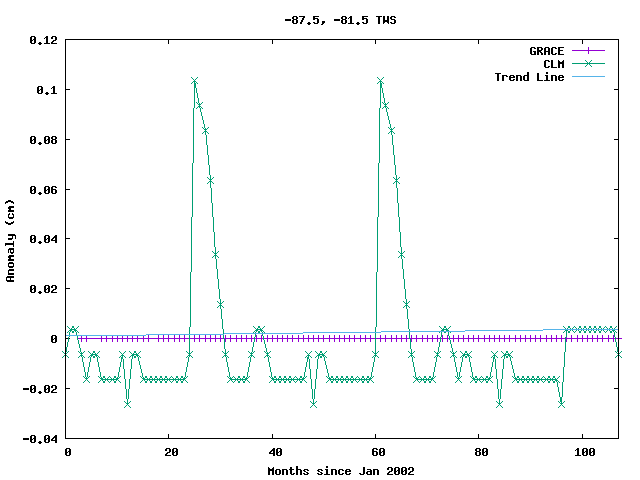 -87.5, -81.5 TWS
GRACE
CLM
Trend Line
0.12
0.1
0.08
0.06
0.04
0.02
0
-0.02
-0.04
Anomaly (cm)
0 20 40 60 80 100
Months since Jan 2002